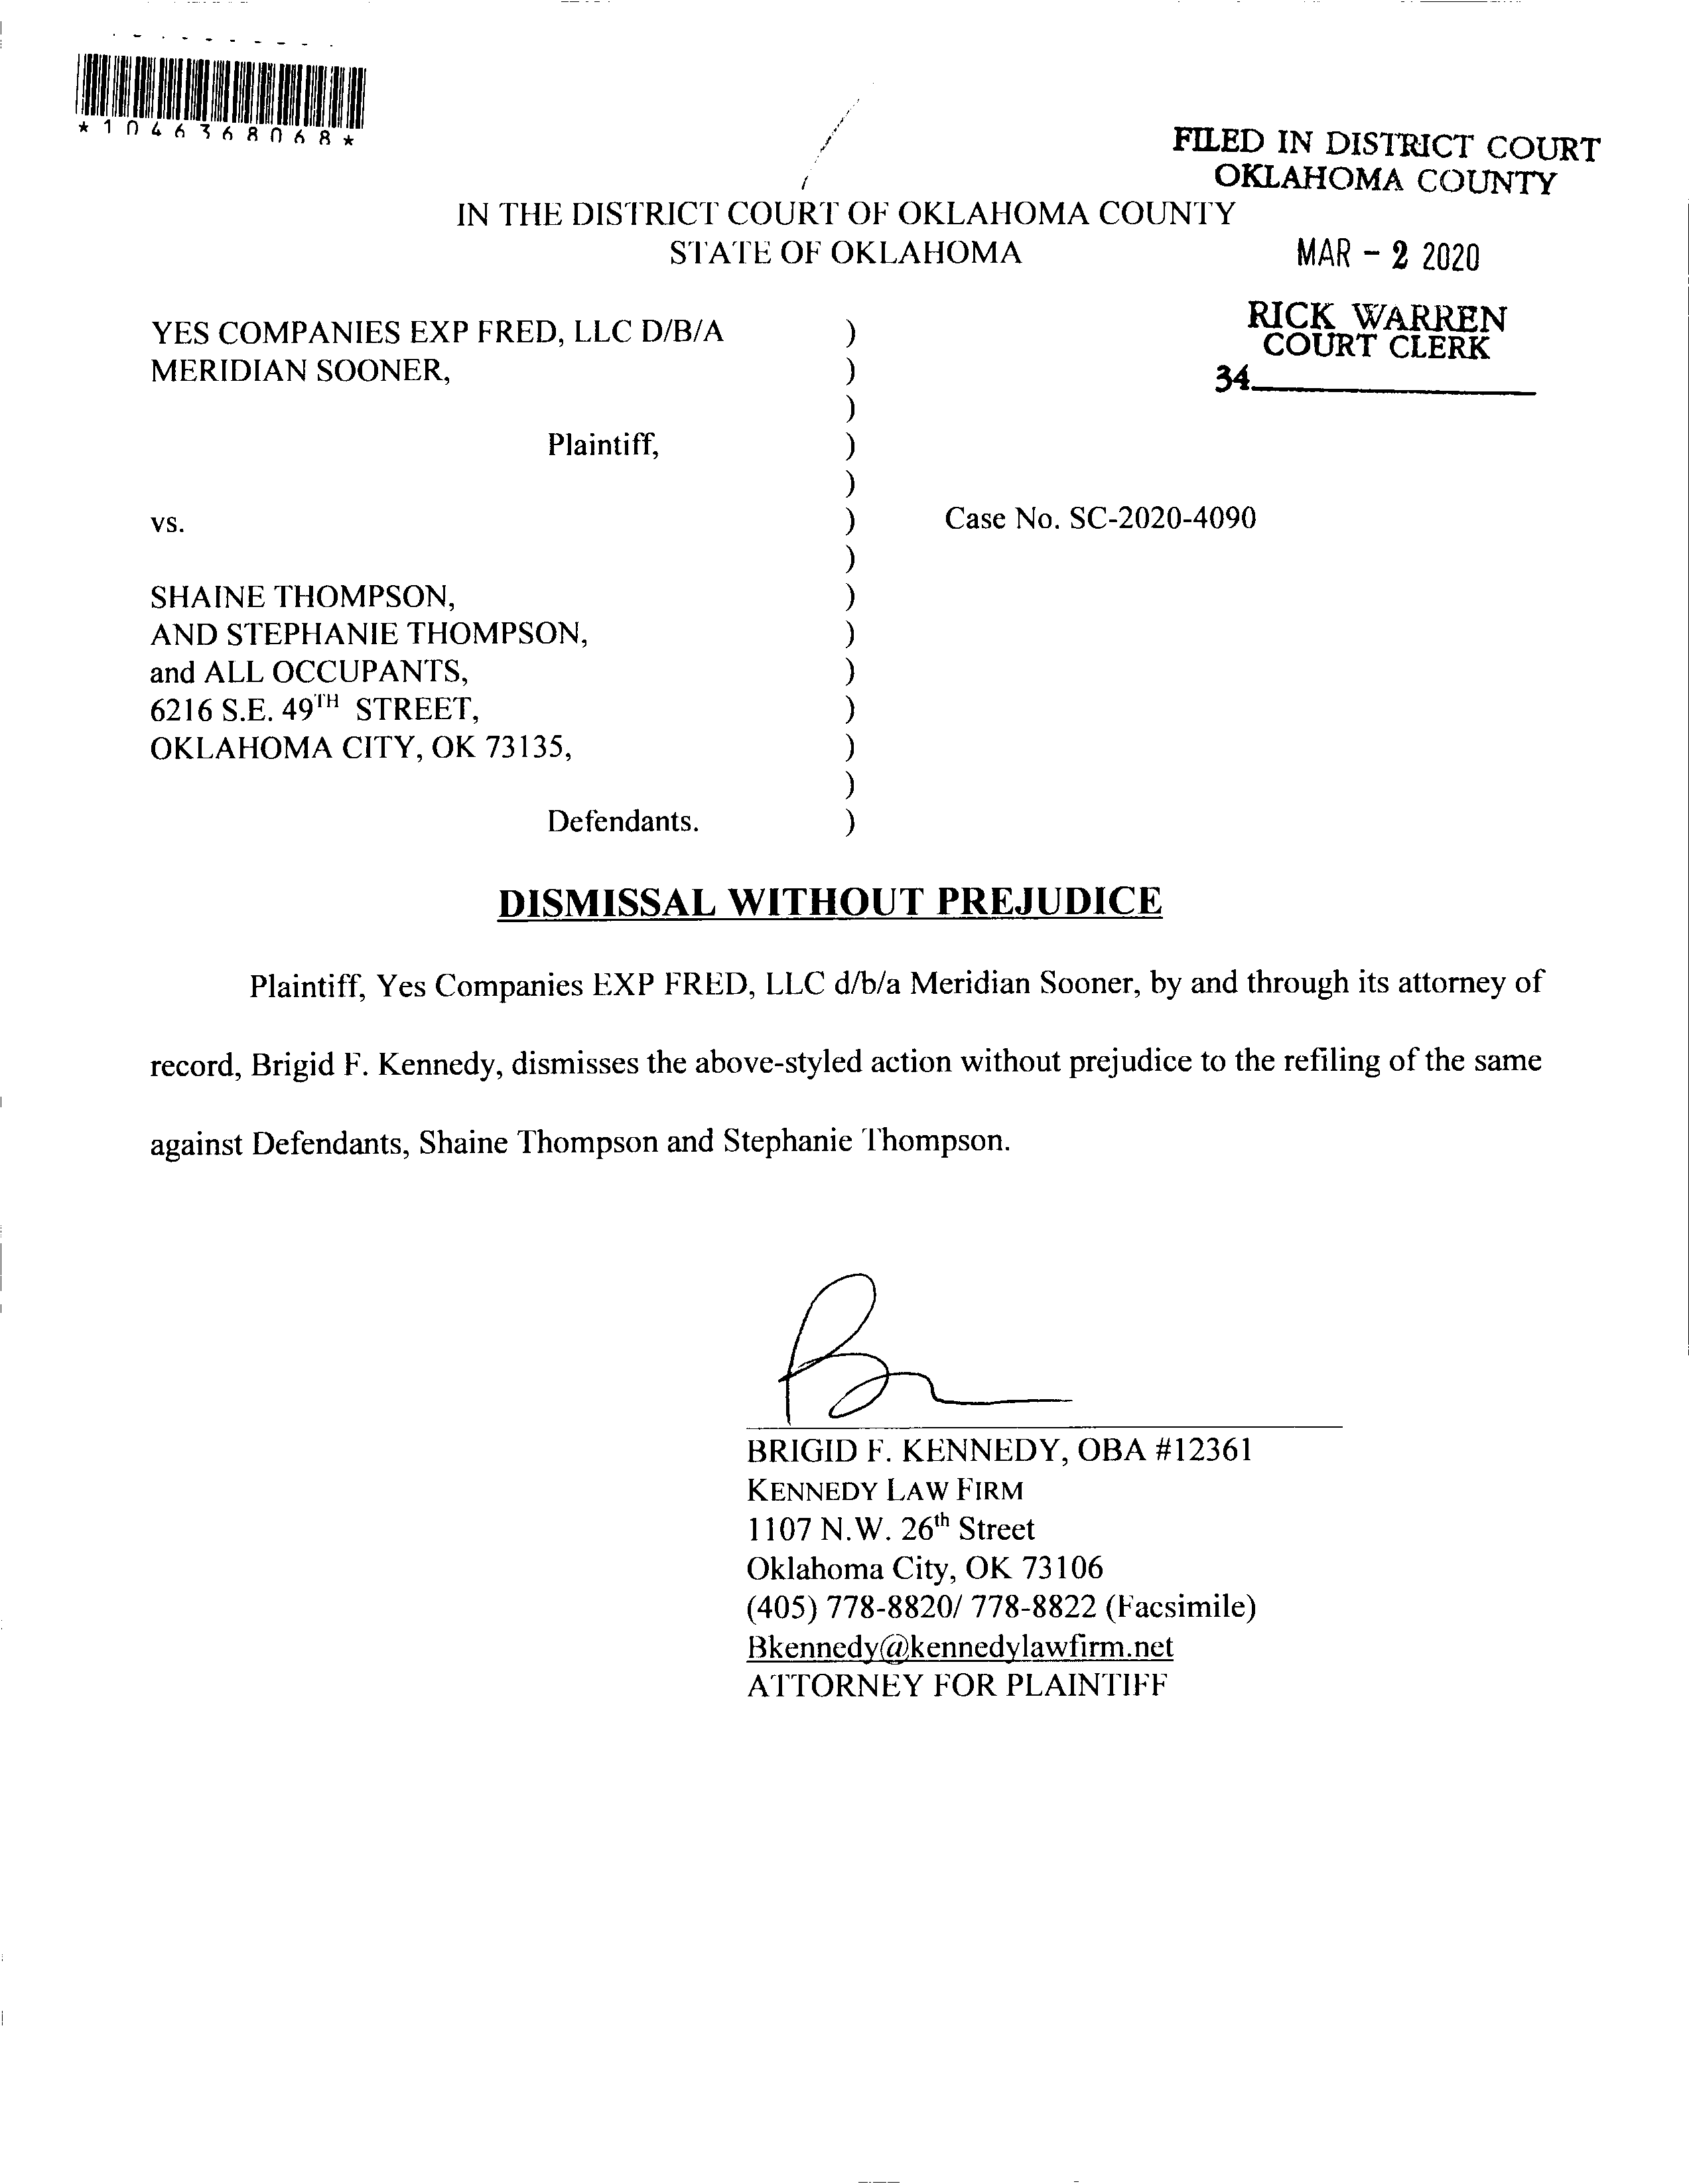 *1046368068*
FILED IN DISTRICT COURT
OKLAHOMA COUNTY
IN THE DISTRICT COURT OF OKLAHOMA COUNTY
STATE OF OKLAHOMA
MAR - 2 2020
RICK WARREN
COURT CLERK
34
YES COMPANIES EXP FRED, LLC D/B/A )
MERIDIAN SOONER, )
)
Plaintiff, )
)
vs. ) Case No. SC-2020-4090
)
SHAINE THOMPSON, )
AND STEPHANIE THOMPSON, )
and ALL OCCUPANTS, )
6216 S.E. 49TH STREET, )
OKLAHOMA CITY, OK 73135, )
)
Defendants. )
DISMISSAL WITHOUT PREJUDICE
Plaintiff, Yes Companies EXP FRED, LLC d/b/a Meridian Sooner, by and through its attorney of
record, Brigid F. Kennedy, dismisses the above-styled action without prejudice to the refiling of the same
against Defendants, Shaine Thompson and Stephanie Thompson.
BRIGID F. KENNEDY, OBA #12361
KENNEDY LAW FIRM
1107 N.W. 26th Street
Oklahoma City, OK 73106
(405) 778-8820/ 778-8822 (Facsimile)
Bkennedy@kennedylawfirm.net
ATTORNEY FOR PLAINTIFF